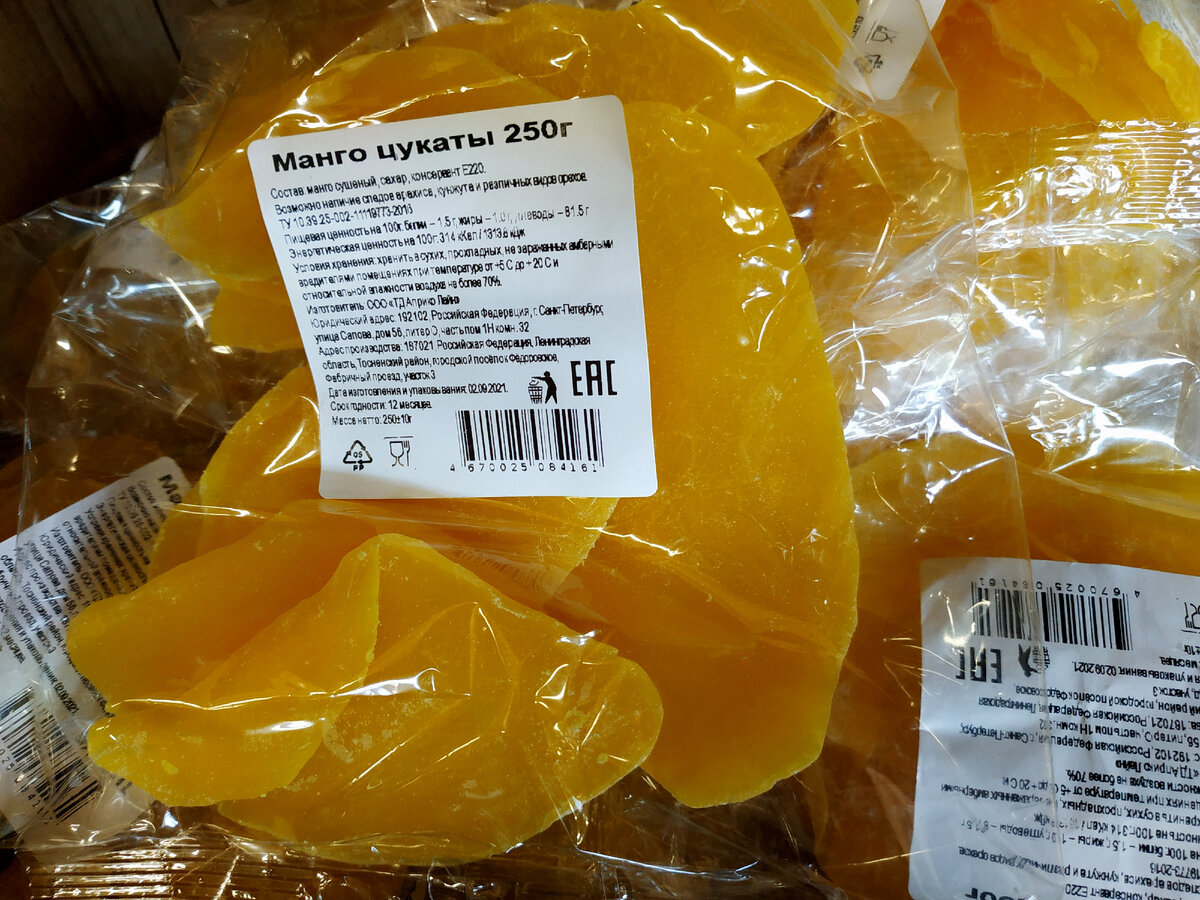 Манго цукаты 250г
Состав: манго сушеный, сахар, консервант Е220.
Возможно наличие следов арахиса, кунжута и различных видов орехов.
ТУ 10.39.25-002-11119773-2016
Пищевая ценность на 100г: белки – 1.5 г, жиры – 1.0 г, углеводы – 81.5 г
Энергетическая ценность на 100г: 314 кКал / 1313.8 кДж
Условия хранения: хранить в сухих, прохладных, не зараженных амбарными
вредителями помещениях при температуре от +5 С до + 20 С и
относительной влажности воздуха не более 70%.
Изготовитель: ООО «ТД Априко Лайн»
Юридический адрес: 192102, Российская Федерация, г. Санкт-Петербург,
улица Салова, дом 56, литер О, часть пом 1Н комн. 32
Адрес производства: 187021, Российская Федерация, Ленинградская
область, Тосненский район, городской посёлок Федоровское,
Фабричный проезд, участок 3
Дата изготовления и упаковывания: 02.09.2021.
Срок годности: 12 месяцев.
Масса нетто: 250±10г
EAC
05
PP
4 670025 084161